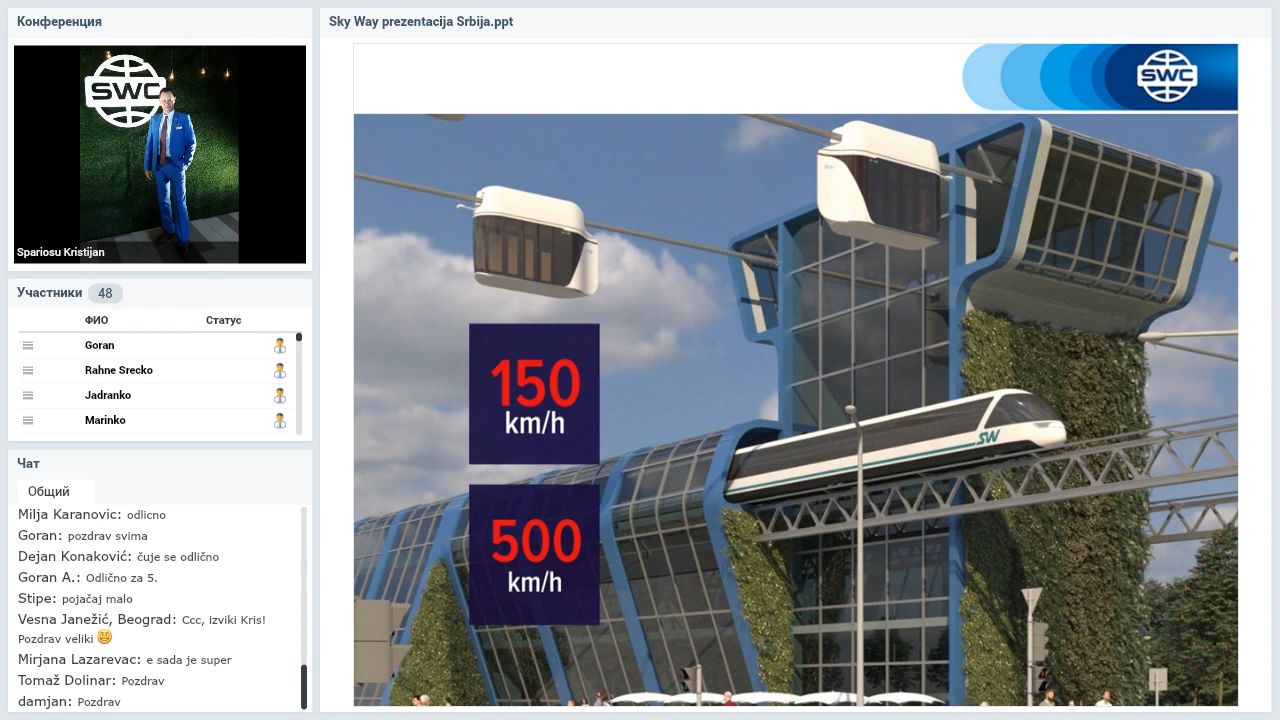 Конференция
SWC
Spariosu Kristijan
Участники 48
ФИО Статус
Goran
Rahne Srecko
Jadranko
Marinko
Чат
Общий
Milja Karanovic: odlicno
Goran: pozdrav svima
Dejan Konaković: čuje se odlično
Goran A.: Odlično za 5.
Stipe: pojačaj malo
Vesna Janežić, Beograd: Ccc, izviki Kris!
Pozdrav veliki
Mirjana Lazarevac: e sada je super
Tomaž Dolinar: Pozdrav
damjan: Pozdrav
Sky Way prezentacija Srbija.ppt
SWC
150
km/h
SW
500
km/h